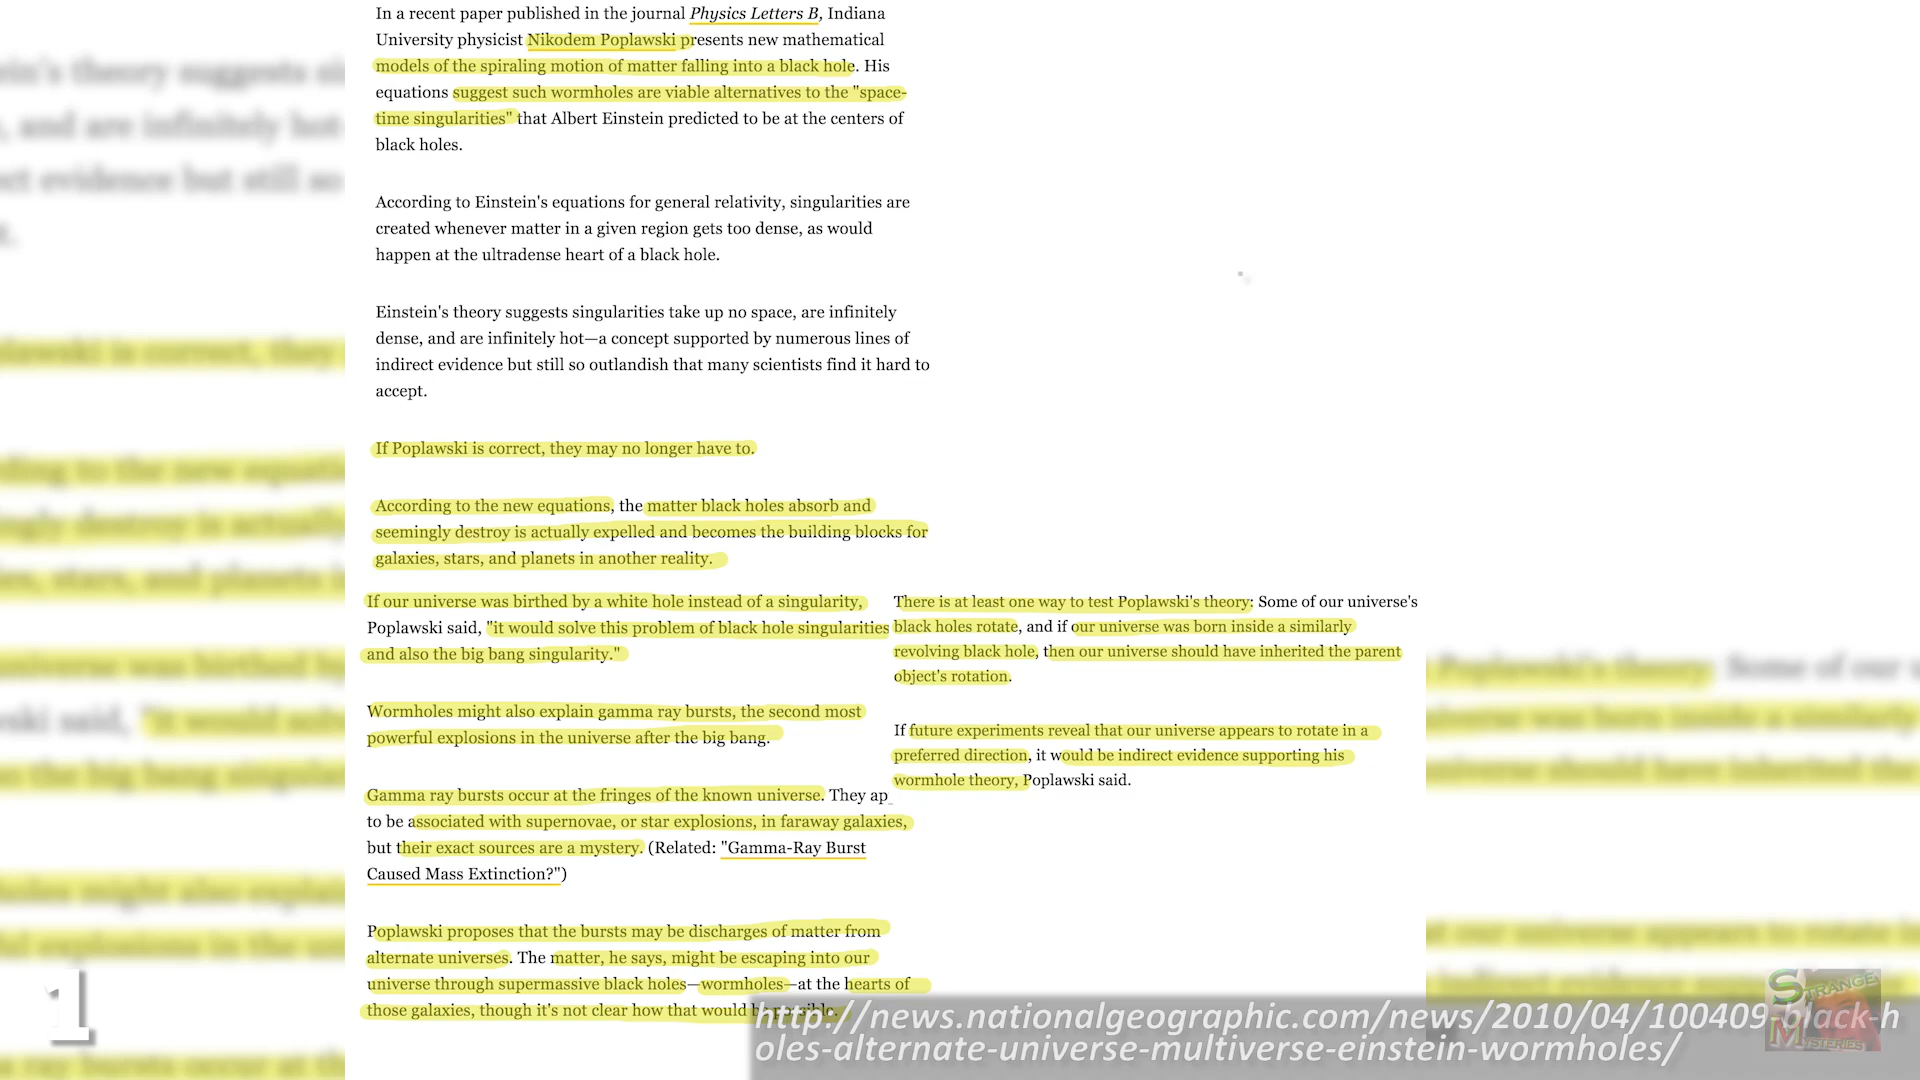 In a recent paper published in the journal Physics Letters B, Indiana
University physicist Nikodem Poplawski presents new mathematical
models of the spiraling motion of matter falling into a black hole. His
equations suggest such wormholes are viable alternatives to the "space-
time singularities" that Albert Einstein predicted to be at the centers of
black holes.
According to Einstein's equations for general relativity, singularities are
created whenever matter in a given region gets too dense, as would
happen at the ultradense heart of a black hole.
Einstein's theory suggests singularities take up no space, are infinitely
dense, and are infinitely hot—a concept supported by numerous lines of
indirect evidence but still so outlandish that many scientists find it hard to
accept.
If Poplawski is correct, they may no longer have to.
According to the new equations, the matter black holes absorb and
seemingly destroy is actually expelled and becomes the building blocks for
galaxies, stars, and planets in another reality.
If our universe was birthed by a white hole instead of a singularity,
Poplawski said, "it would solve this problem of black hole singularities
and also the big bang singularity."
Wormholes might also explain gamma ray bursts, the second most
powerful explosions in the universe after the big bang.
Gamma ray bursts occur at the fringes of the known universe. They ap
to be associated with supernovae, or star explosions, in faraway galaxies,
but their exact sources are a mystery. (Related: "Gamma-Ray Burst
Caused Mass Extinction?")
Poplawski proposes that the bursts may be discharges of matter from
alternate universes. The matter, he says, might be escaping into our
universe through supermassive black holes—wormholes—at the hearts of
those galaxies, though it's not clear how that would be possible.
There is at least one way to test Poplawski's theory: Some of our universe's
black holes rotate, and if our universe was born inside a similarly
revolving black hole, then our universe should have inherited the parent
object's rotation.
If future experiments reveal that our universe appears to rotate in a
preferred direction, it would be indirect evidence supporting his
wormhole theory, Poplawski said.
1
http://news.nationalgeographic.com/news/2010/04/100409-black-h
oles-alternate-universe-multiverse-einstein-wormholes/
STRANGE
MYSTERIES